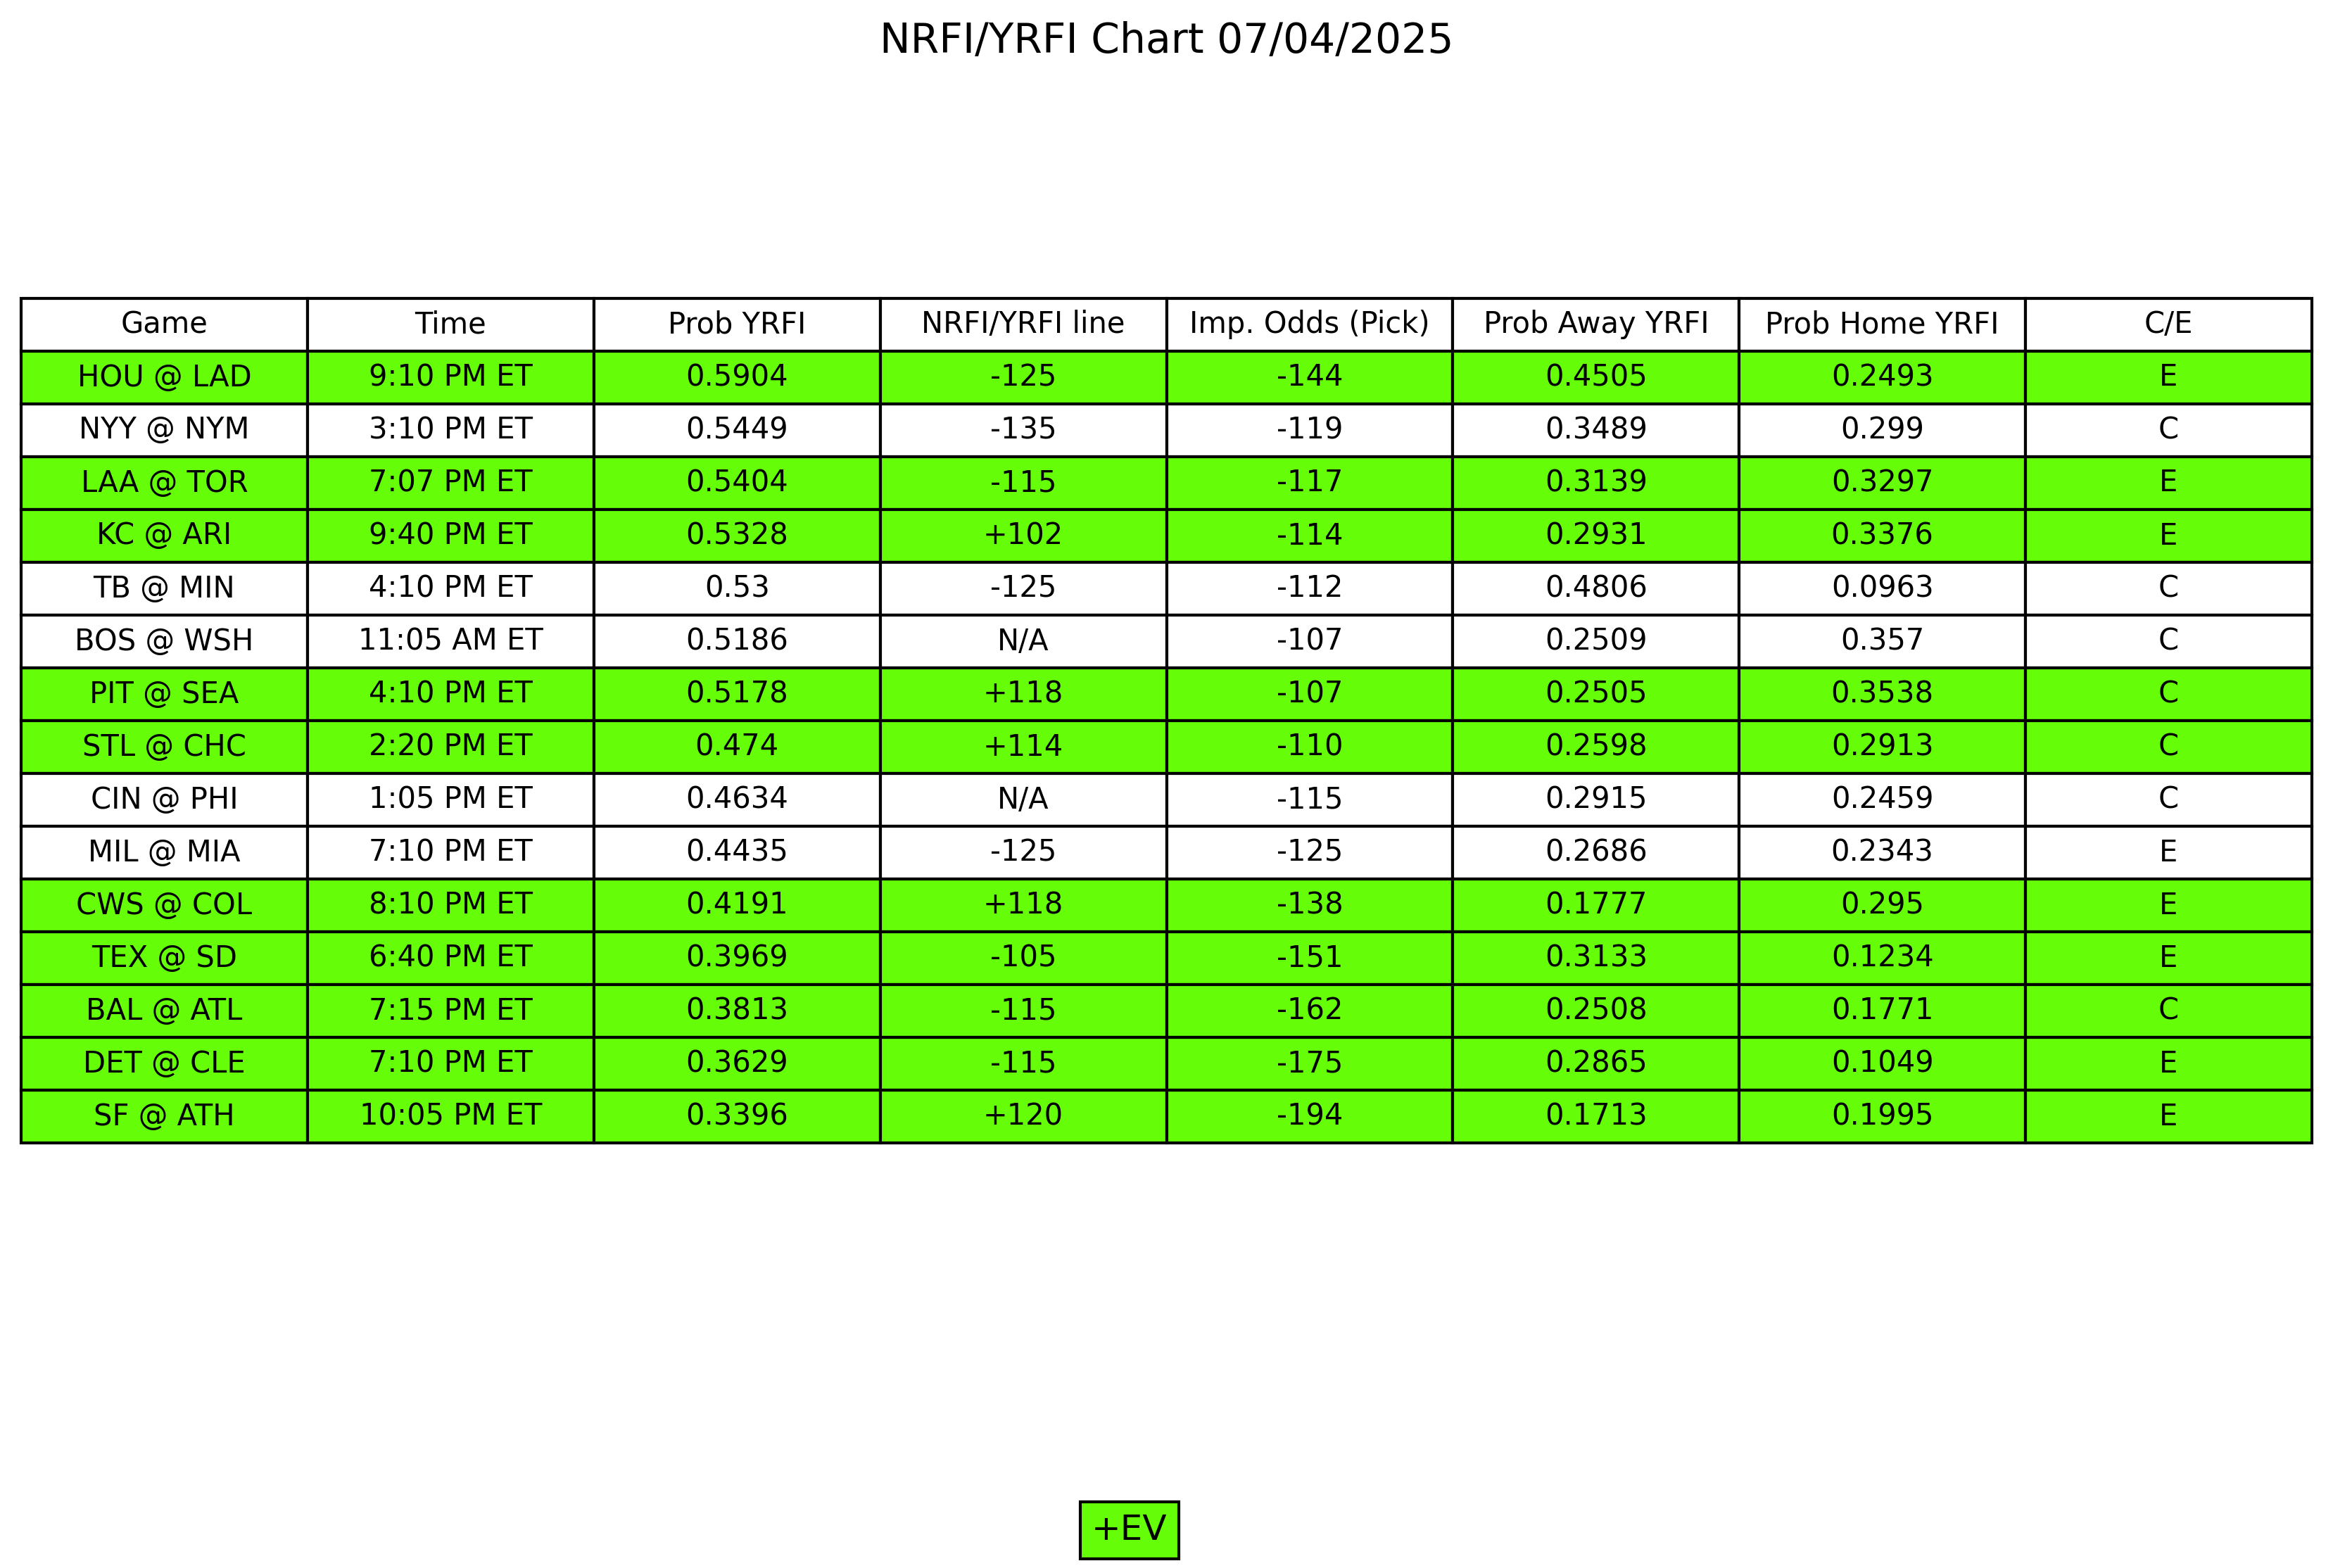 NRFI/YRFI Chart 07/04/2025
Game Time Prob YRFI NRFI/YRFI line Imp. Odds (Pick) Prob Away YRFI Prob Home YRFI C/E
HOU @ LAD 9:10 PM ET 0.5904 -125 -144 0.4505 0.2493 E
NYY @ NYM 3:10 PM ET 0.5449 -135 -119 0.3489 0.299 C
LAA @ TOR 7:07 PM ET 0.5404 -115 -117 0.3139 0.3297 E
KC @ ARI 9:40 PM ET 0.5328 +102 -114 0.2931 0.3376 E
TB @ MIN 4:10 PM ET 0.53 -125 -112 0.4806 0.0963 C
BOS @ WSH 11:05 AM ET 0.5186 N/A -107 0.2509 0.357 C
PIT @ SEA 4:10 PM ET 0.5178 +118 -107 0.2505 0.3538 C
STL @ CHC 2:20 PM ET 0.474 +114 -110 0.2598 0.2913 C
CIN @ PHI 1:05 PM ET 0.4634 N/A -115 0.2915 0.2459 C
MIL @ MIA 7:10 PM ET 0.4435 -125 -125 0.2686 0.2343 E
CWS @ COL 8:10 PM ET 0.4191 +118 -138 0.1777 0.295 E
TEX @ SD 6:40 PM ET 0.3969 -105 -151 0.3133 0.1234 E
BAL @ ATL 7:15 PM ET 0.3813 -115 -162 0.2508 0.1771 C
DET @ CLE 7:10 PM ET 0.3629 -115 -175 0.2865 0.1049 E
SF @ ATH 10:05 PM ET 0.3396 +120 -194 0.1713 0.1995 E
+EV